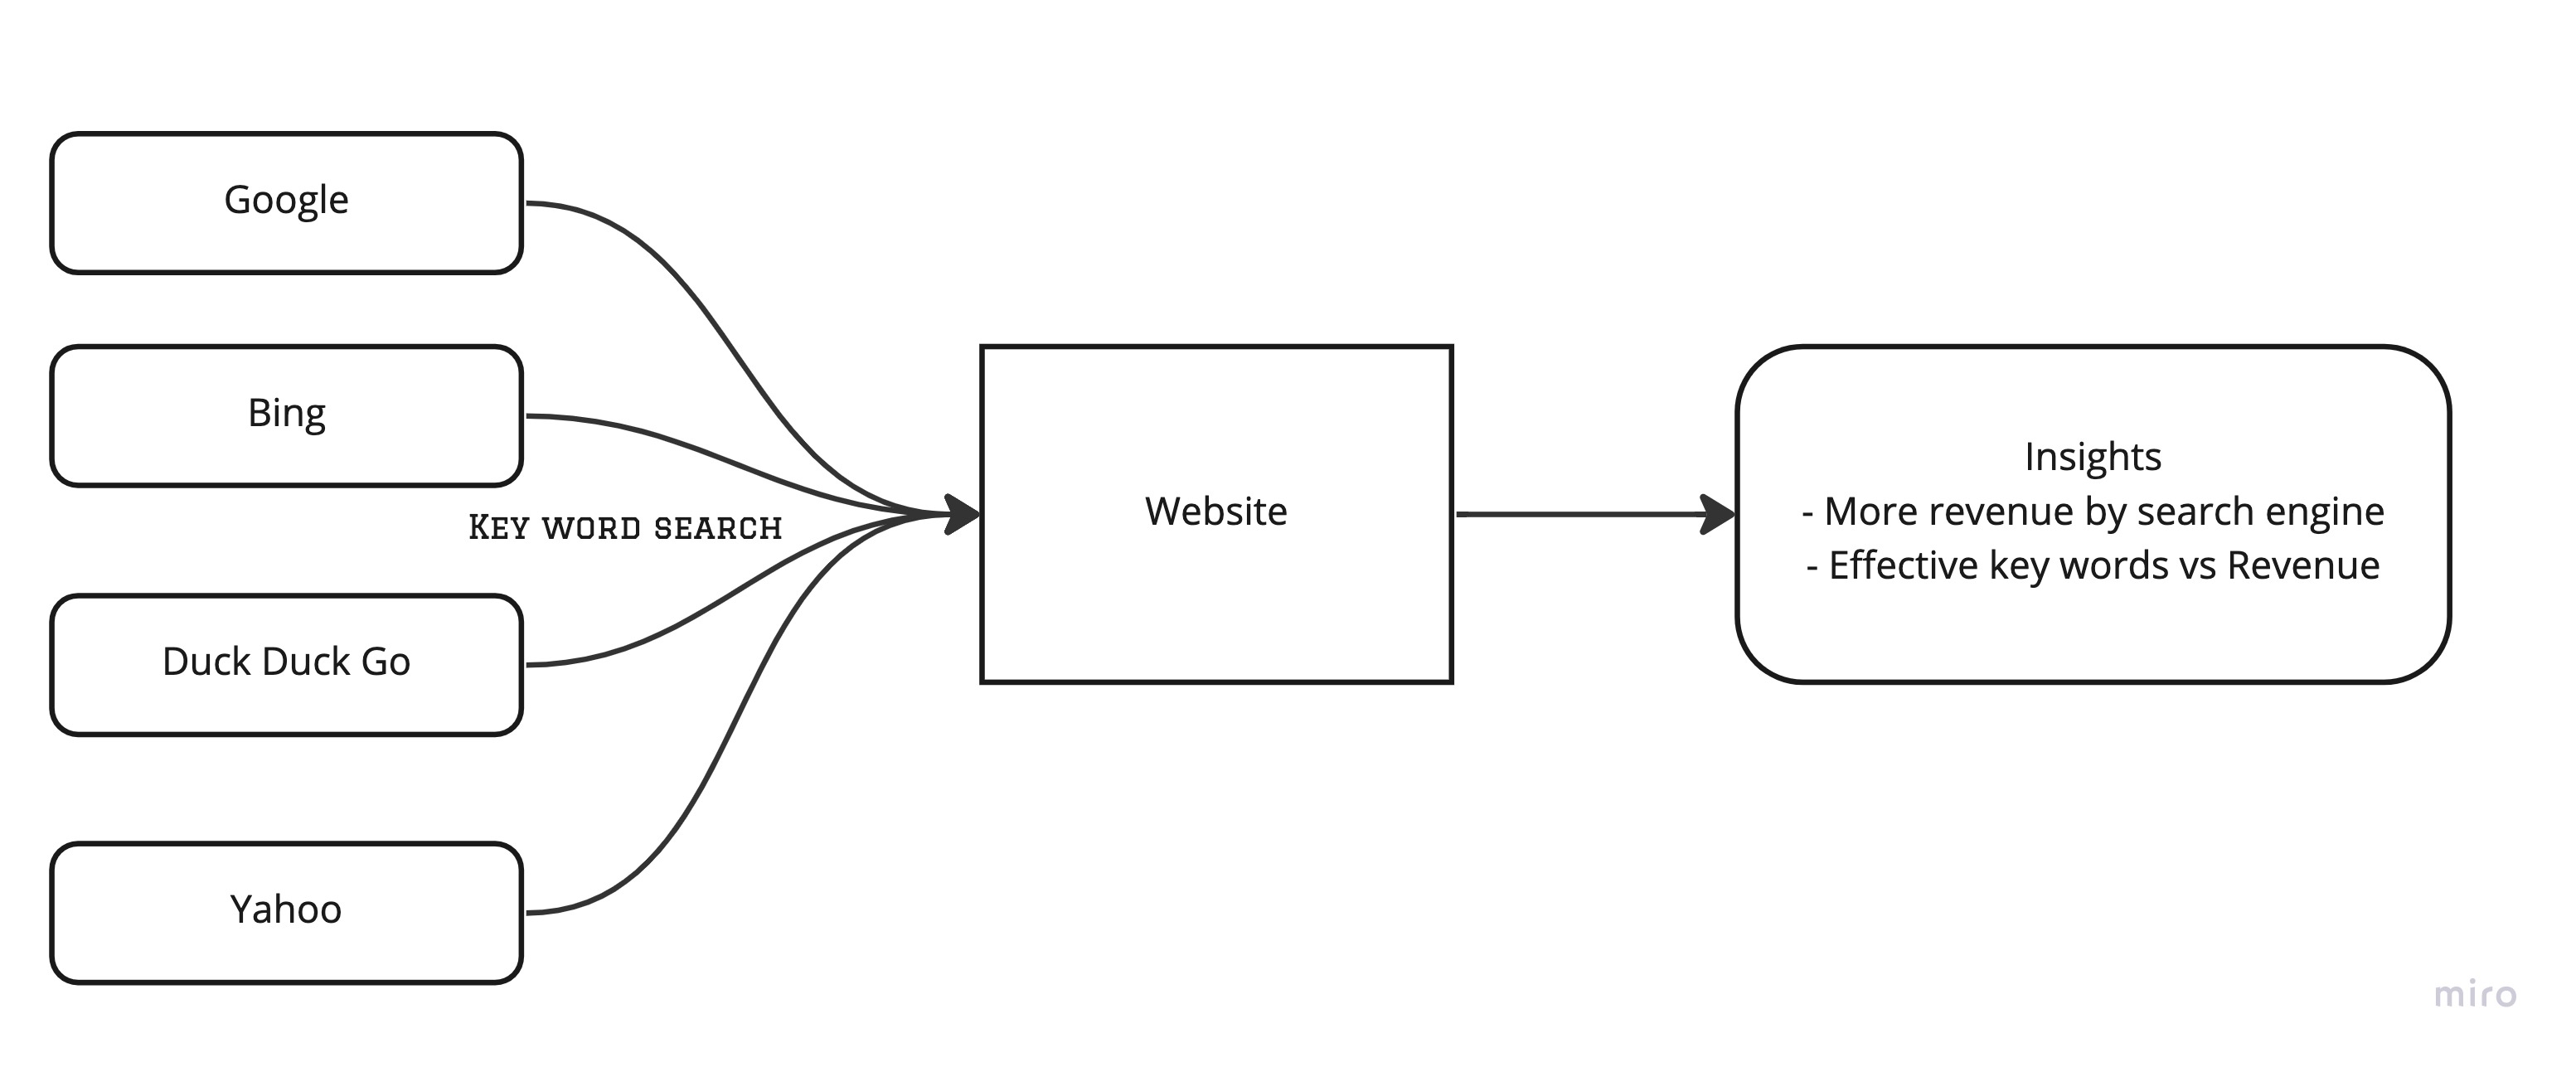 Google
Bing
Key word search
Duck Duck Go
Yahoo
Website
Insights
- More revenue by search engine
- Effective key words vs Revenue
miro